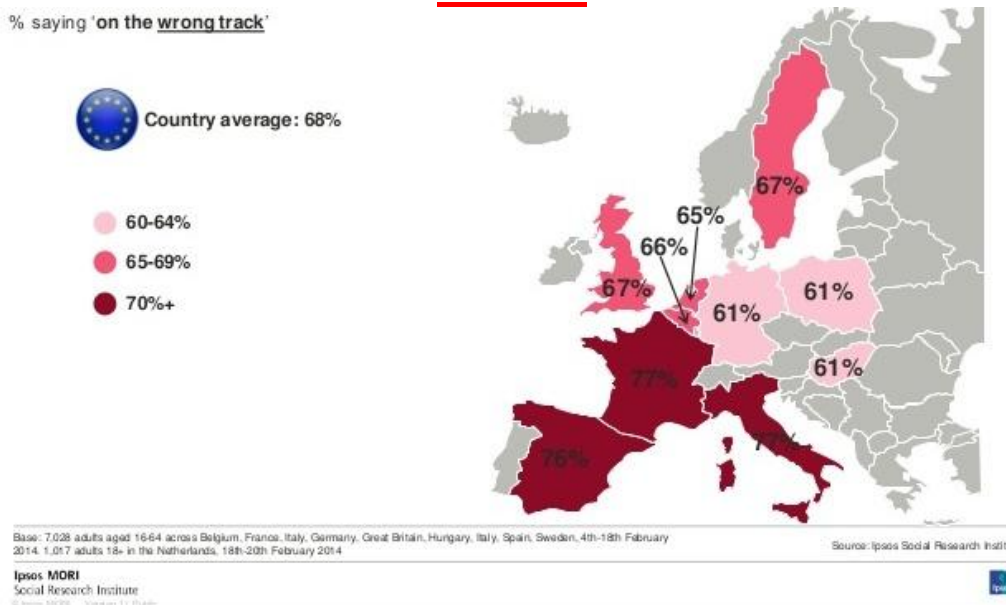 % saying ‘on the wrong track’
Country average: 68%
60-64%
65-69%
70%+
67%
65%
66%
67%
61%
61%
61%
77%
77%
76%
Base: 7,028 adults aged 16-64 across Belgium, France, Italy, Germany, Great Britain, Hungary, Italy, Spain, Sweden, 4th-18th February
2014. 1,017 adults 18+ in the Netherlands, 18th-20th February 2014
Source: Ipsos Social Research Instit
Ipsos MORI
Social Research Institute